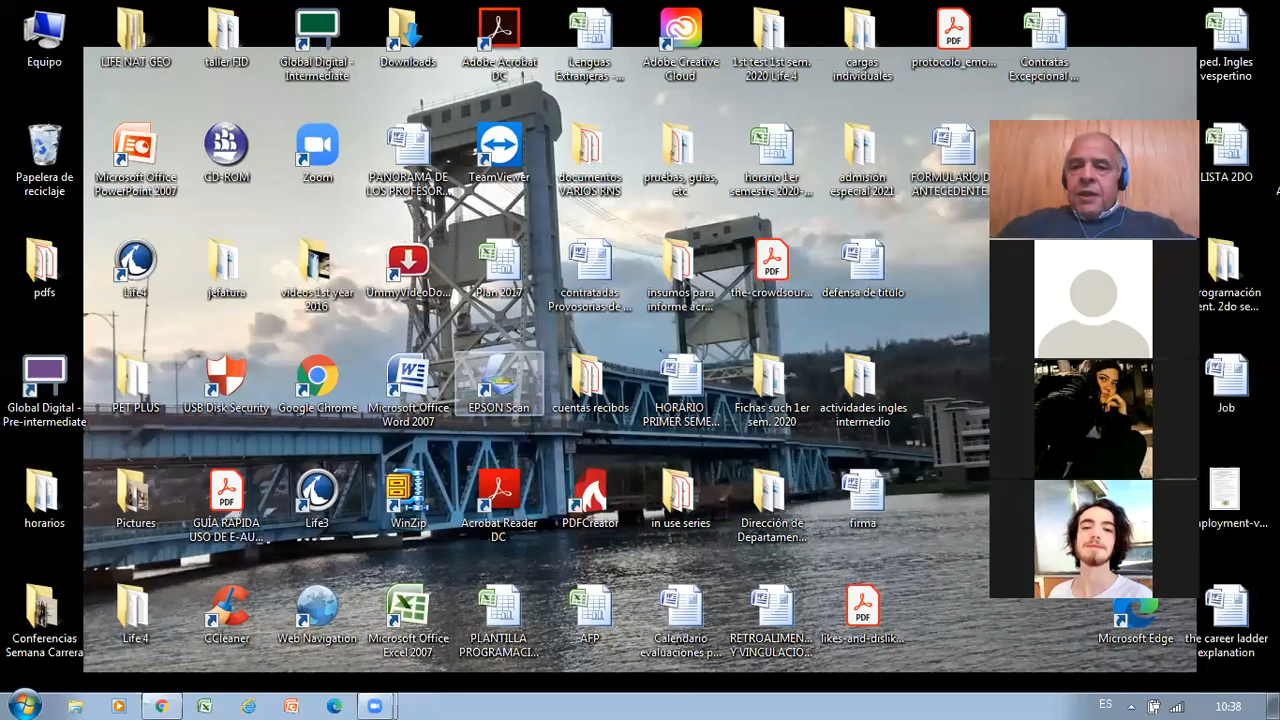 Equipo
LIFE NAT GEO
taller FID
Global Digital -
Intermediate
Downloads
Adobe Acrobat
DC
Lenguas
Extranjeras -...
Adobe Creative
Cloud
1st test1st sem.
2020 Life 4
cargas
individuales
protocolo_emo...
Contratas
Excepcional ...
ped. Ingles
vespertino
Papelera de
reciclaje
Microsoft Office
PowerPoint 2007
CD-ROM
Zoom
PANORAMA DE
LOS PROFESOR...
TeamViewer
documentos
VARIOS RNS
pruebas, guias,
etc
horario 1er
semestre 2020-...
admisión
especial 2021
FORMULARIO D
ANTECEDENTE
LISTA 2DO
pdfs
Life4
jefatura
videos 1st year
2016
UmmyVideoDo...
Plan 2017
contratadas
Provosorias de ...
insumos para
informe acr...
the-crowdsour...
defensa de titulo
rogramación
ent. 2do se...
Global Digital -
Pre-intermediate
PET PLUS
USB Disk Security
Google Chrome
Microsoft Office
Word 2007
EPSON Scan
cuentas recibos
HORARIO
PRIMER SEME...
Fichas such 1er
sem. 2020
actividades ingles
intermedio
Job
horarios
Pictures
PDF
GUÍA RAPIDA
USO DE E-AU...
Life3
WinZip
Acrobat Reader
DC
PDFCreator
in use series
Dirección de
Departamen...
firma
mployment-v...
Conferencias
Semana Carrera
Life 4
CCleaner
Web Navigation
Microsoft Office
Excel 2007
PLANTILLA
PROGRAMACI...
AFP
Calendario
evaluaciones p...
RETROALIMEN...
Y VINCULACIÓ...
PDF
likes-and-dislik...
Microsoft Edge
the career ladder
explanation
ES
10:38